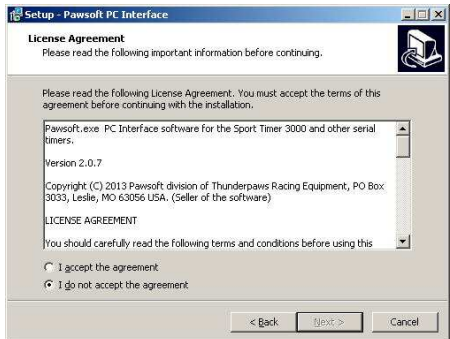 Setup - Pawsoft PC Interface
License Agreement
Please read the following important information before continuing.
Please read the following License Agreement. You must accept the terms of this
agreement before continuing with the installation.
Pawsoft.exe PC Interface software for the Sport Timer 3000 and other serial
timers.
Version 2.0.7
Copyright (C) 2013 Pawsoft division of Thunderpaws Racing Equipment, PO Box
3033, Leslie, MO 63056 USA. (Seller of the software)
LICENSE AGREEMENT
You should carefully read the following terms and conditions before using this
I accept the agreement
I do not accept the agreement
< Back Next > Cancel